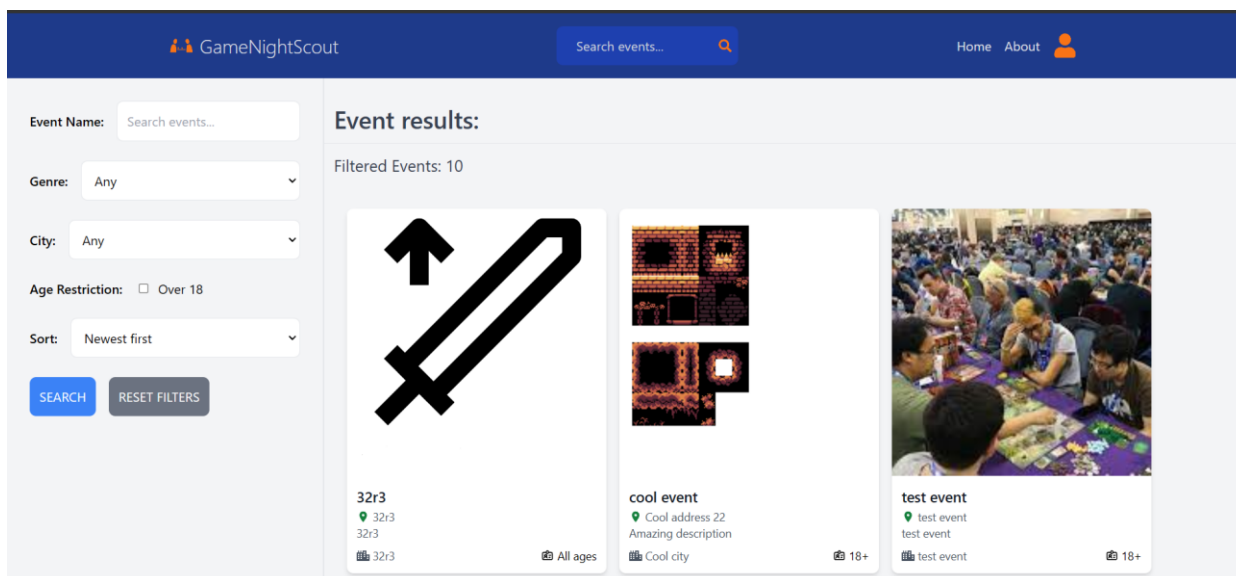 GameNightScout
Search events...
Home About
Event Name: Search events...
Genre: Any
City: Any
Age Restriction: Over 18
Sort: Newest first
SEARCH RESET FILTERS
Event results:
Filtered Events: 10
32r3
32r3
32r3
32r3 All ages
cool event
Cool address 22
Amazing description
Cool city 18+
test event
test event
test event
test event 18+